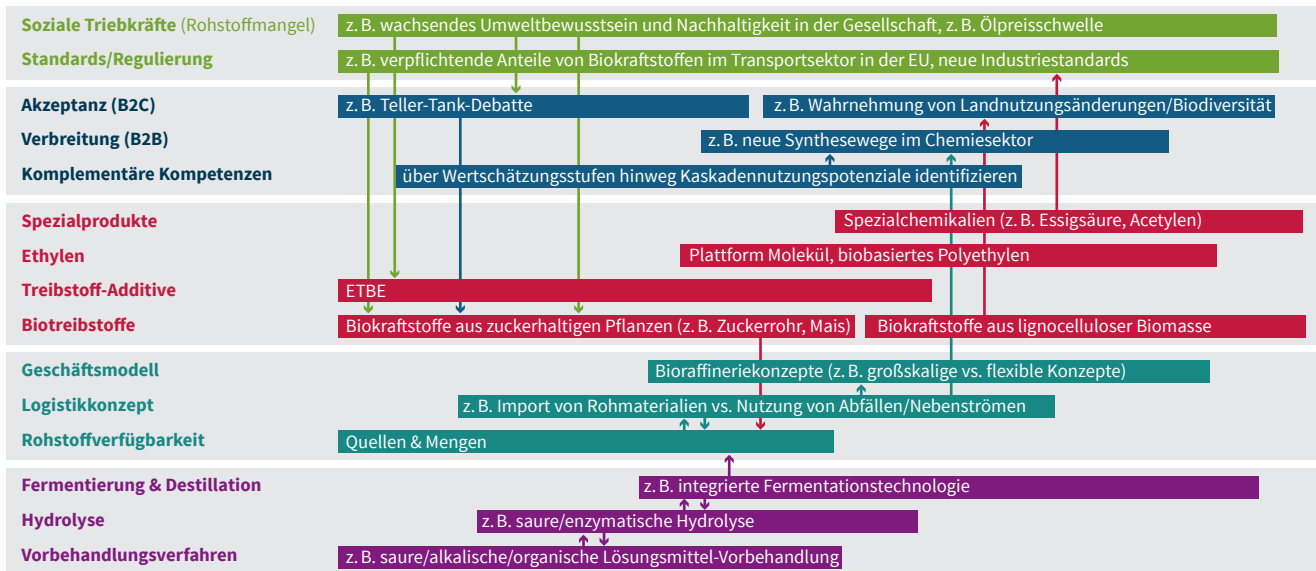 Soziale Triebkräfte (Rohstoffmangel) z. B. wachsendes Umweltbewusstsein und Nachhaltigkeit in der Gesellschaft, z. B. Ölpreisschwelle
Standards/Regulierung z. B. verpflichtende Anteile von Biokraftstoffen im Transportsektor in der EU, neue Industriestandards
Akzeptanz (B2C) z. B. Teller-Tank-Debatte z. B. Wahrnehmung von Landnutzungsänderungen/Biodiversität
Verbreitung (B2B) z. B. neue Synthesewege im Chemiesektor
Komplementäre Kompetenzen über Wertschätzungsstufen hinweg Kaskadennutzungspotenziale identifizieren
Spezialprodukte Spezialchemikalien (z. B. Essigsäure, Acetylen)
Ethylen Plattform Molekül, biobasiertes Polyethylen
Treibstoff-Additive ETBE
Biotreibstoffe Biokraftstoffe aus zuckerhaltigen Pflanzen (z. B. Zuckerrohr, Mais) Biokraftstoffe aus lignocelluloser Biomasse
Geschäftsmodell Bioraffineriekonzepte (z. B. großskalige vs. flexible Konzepte)
Logistikkonzept z. B. Import von Rohmaterialien vs. Nutzung von Abfällen/Nebenströmen
Rohstoffverfügbarkeit Quellen & Mengen
Fermentierung & Destillation z. B. integrierte Fermentationstechnologie
Hydrolyse z. B. saure/enzymatische Hydrolyse
Vorbehandlungsverfahren z. B. saure/alkalische/organische Lösungsmittel-Vorbehandlung